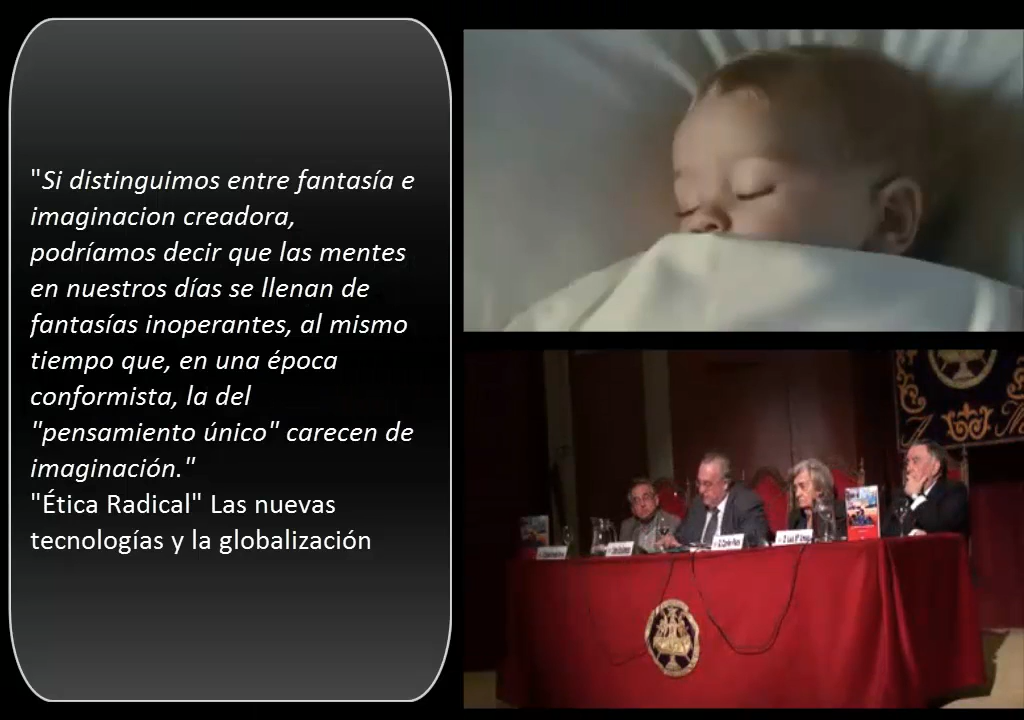 "Si distinguimos entre fantasía e
imaginacion creadora,
podríamos decir que las mentes
en nuestros días se llenan de
fantasías inoperantes, al mismo
tiempo que, en una época
conformista, la del
"pensamiento único" carecen de
imaginación."
"Ética Radical" Las nuevas
tecnologías y la globalización